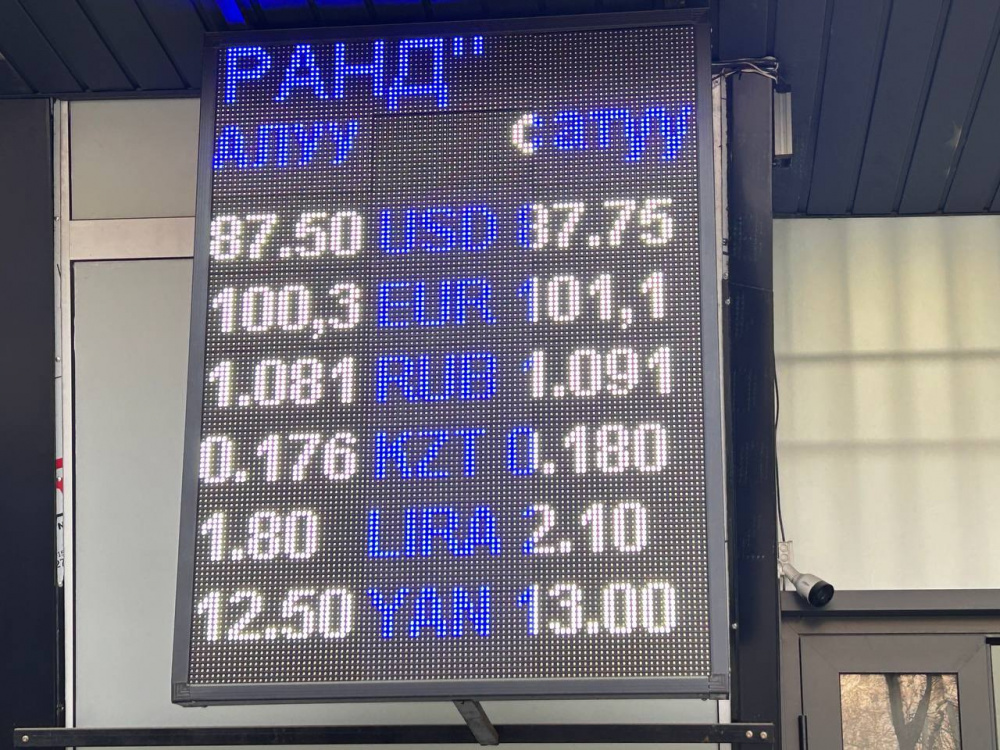 РАНД"
алуу сатуу
87.50 USD 87.75
100,3 EUR 101,1
1.081 RUB 1.091
0.176 KZT 0.180
1.80 LIRA 2.10
12.50 YAN 13.00